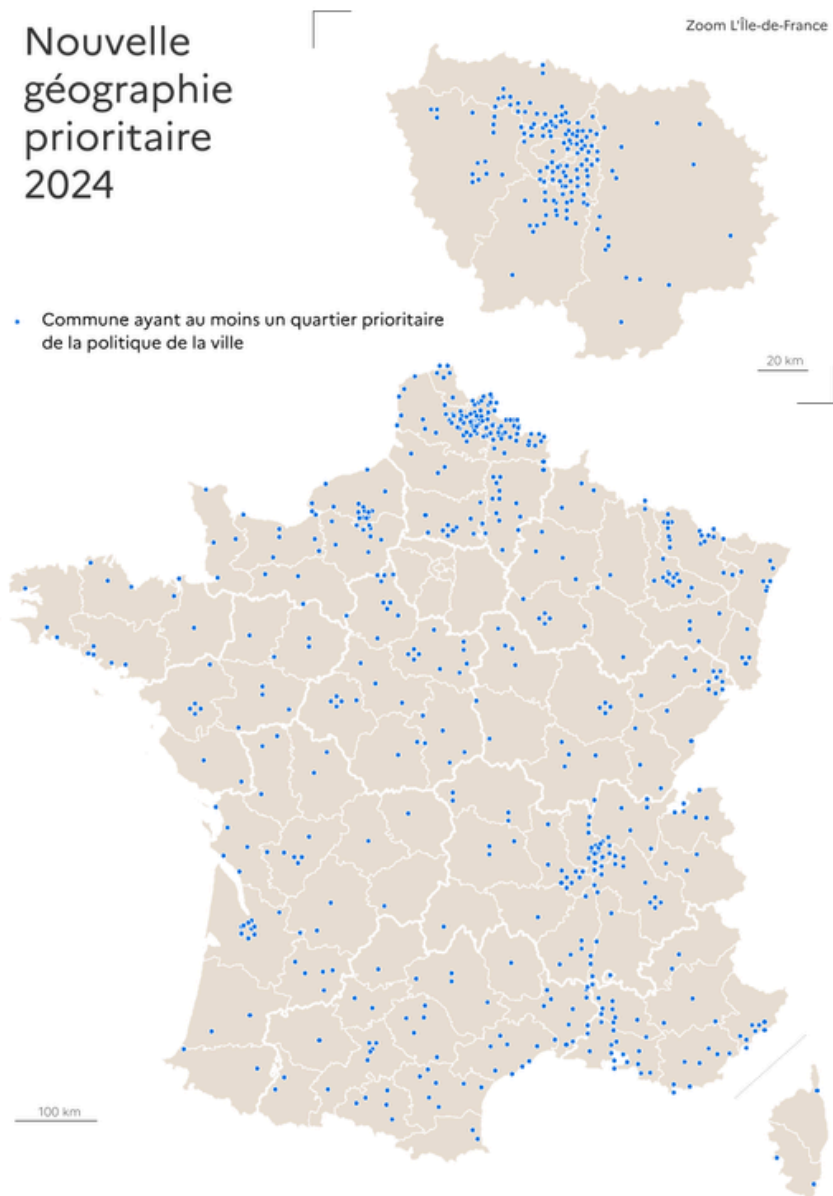 Nouvelle
géographie
prioritaire
2024
Zoom L'Île-de-France
Commune ayant au moins un quartier prioritaire
de la politique de la ville
20 km
100 km